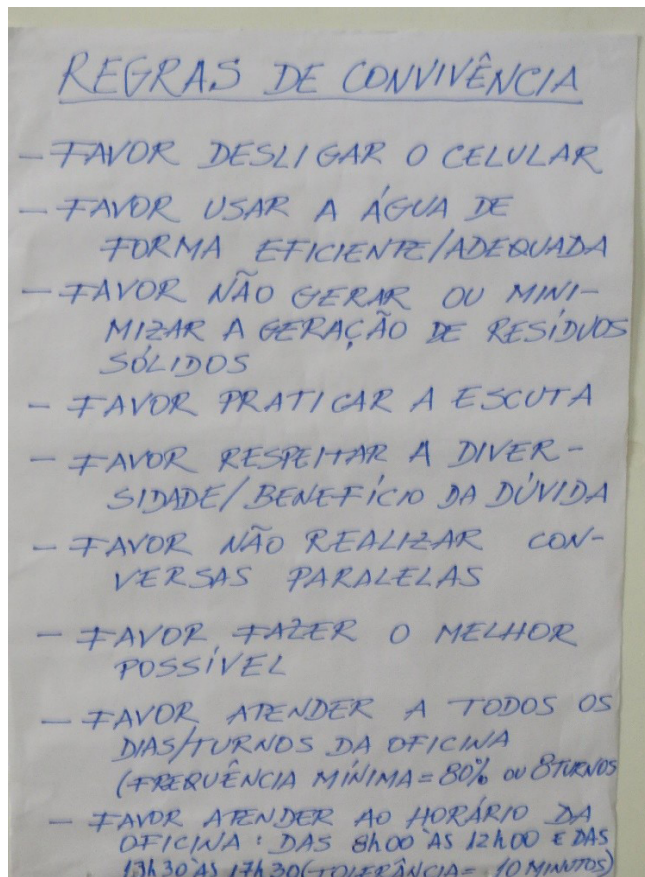 REGRAS DE CONVIVÊNCIA
- FAVOR DESLIGAR O CELULAR
- FAVOR USAR A ÁGUA DE
FORMA EFICIENTE/ADEQUADA
- FAVOR NÃO GERAR OU MINI-
MIZAR A GERAÇÃO DE RESÍDUOS
SÓLIDOS
- FAVOR PRATICAR A ESCUTA
- FAVOR RESPEITAR A DIVER-
SIDADE/BENEFÍCIO DA DÚVIDA
- FAVOR NÃO REALIZAR CON-
VERSAS PARALELAS
- FAVOR FAZER O MELHOR
POSSÍVEL
- FAVOR ATENDER A TODOS OS
DIAS/TURNOS DA OFICINA
(FREQUÊNCIA MÍNIMA = 80% OU 8 TURNOS
- FAVOR ATENDER AO HORÁRIO DA
OFICINA: DAS 8h00 ÀS 12h00 E DAS
13h30 ÀS 17h30 (TOLERÂNCIA = 10 MINUTOS)